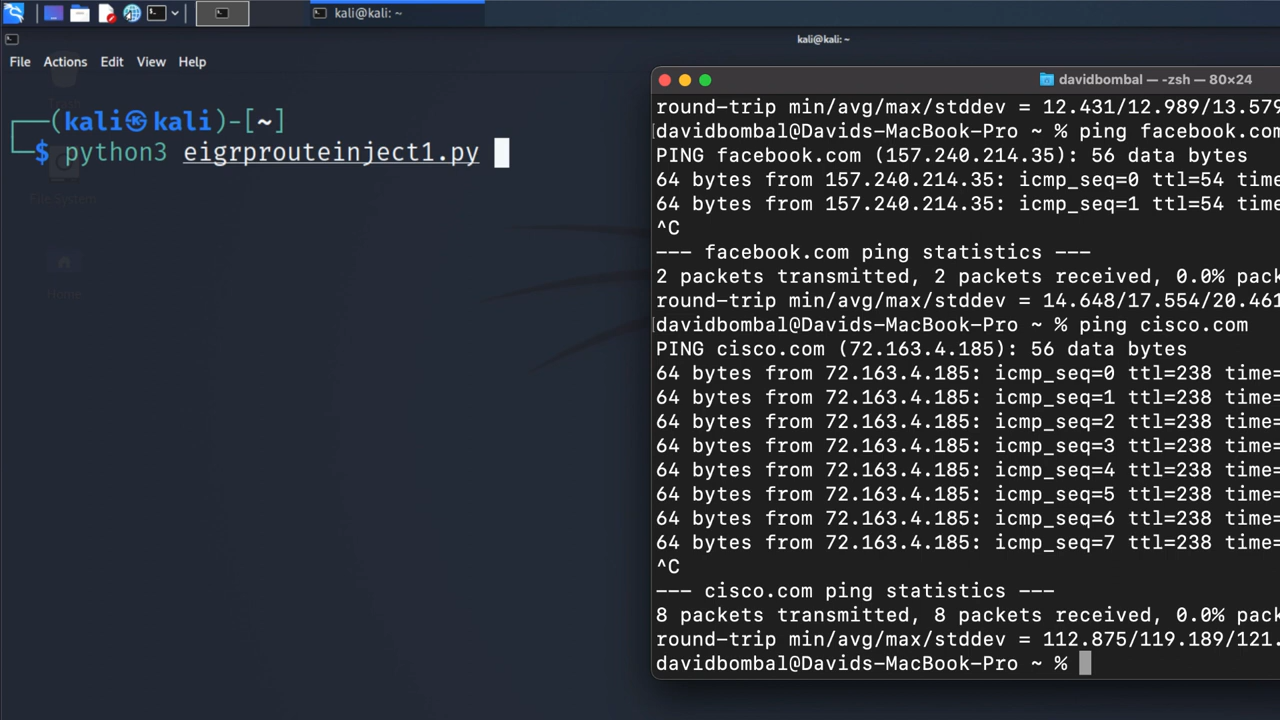 kali@kali: ~
kali@kali: ~
File Actions Edit View Help
Trash
File System
Home
┌──(kali㉿kali)-[~]
└─$ python3 eigrprouteinject1.py
davidbombal — -zsh — 80×24
round-trip min/avg/max/stddev = 12.431/12.989/13.579
davidbombal@Davids-MacBook-Pro ~ % ping facebook.com
PING facebook.com (157.240.214.35): 56 data bytes
64 bytes from 157.240.214.35: icmp_seq=0 ttl=54 time=
64 bytes from 157.240.214.35: icmp_seq=1 ttl=54 time=
^C
--- facebook.com ping statistics ---
2 packets transmitted, 2 packets received, 0.0% pack
round-trip min/avg/max/stddev = 14.648/17.554/20.461
davidbombal@Davids-MacBook-Pro ~ % ping cisco.com
PING cisco.com (72.163.4.185): 56 data bytes
64 bytes from 72.163.4.185: icmp_seq=0 ttl=238 time=
64 bytes from 72.163.4.185: icmp_seq=1 ttl=238 time=
64 bytes from 72.163.4.185: icmp_seq=2 ttl=238 time=
64 bytes from 72.163.4.185: icmp_seq=3 ttl=238 time=
64 bytes from 72.163.4.185: icmp_seq=4 ttl=238 time=
64 bytes from 72.163.4.185: icmp_seq=5 ttl=238 time=
64 bytes from 72.163.4.185: icmp_seq=6 ttl=238 time=
64 bytes from 72.163.4.185: icmp_seq=7 ttl=238 time=
^C
--- cisco.com ping statistics ---
8 packets transmitted, 8 packets received, 0.0% pack
round-trip min/avg/max/stddev = 112.875/119.189/121.
davidbombal@Davids-MacBook-Pro ~ %